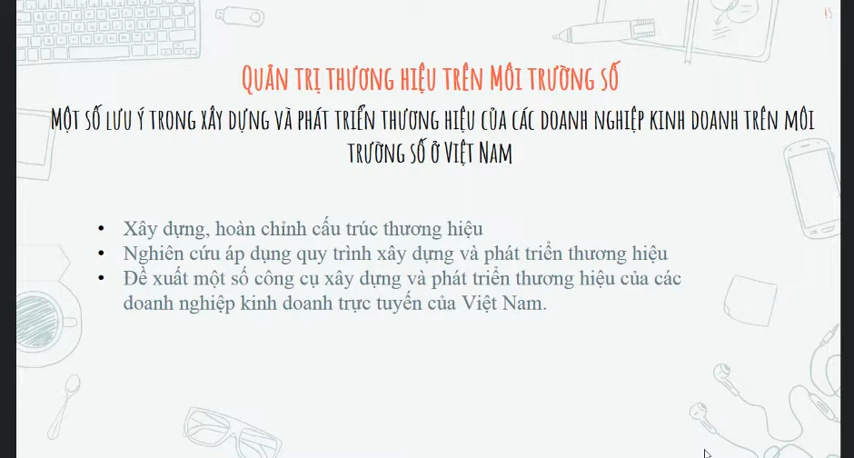 45
QUẢN TRỊ THƯƠNG HIỆU TRÊN MÔI TRƯỜNG SỐ
MỘT SỐ LƯU Ý TRONG XÂY DỰNG VÀ PHÁT TRIỂN THƯƠNG HIỆU CỦA CÁC DOANH NGHIỆP KINH DOANH TRÊN MÔI
TRƯỜNG SỐ Ở VIỆT NAM
• Xây dựng, hoàn chỉnh cấu trúc thương hiệu
• Nghiên cứu áp dụng quy trình xây dựng và phát triển thương hiệu
• Đề xuất một số công cụ xây dựng và phát triển thương hiệu của các
doanh nghiệp kinh doanh trực tuyến của Việt Nam.